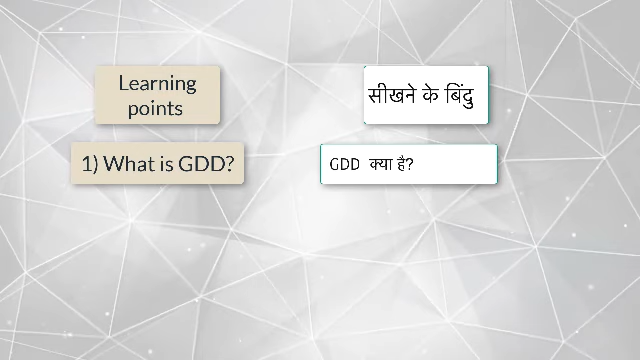 Learning
points
सीखने के बिंदु
1) What is GDD?
GDD क्या है?